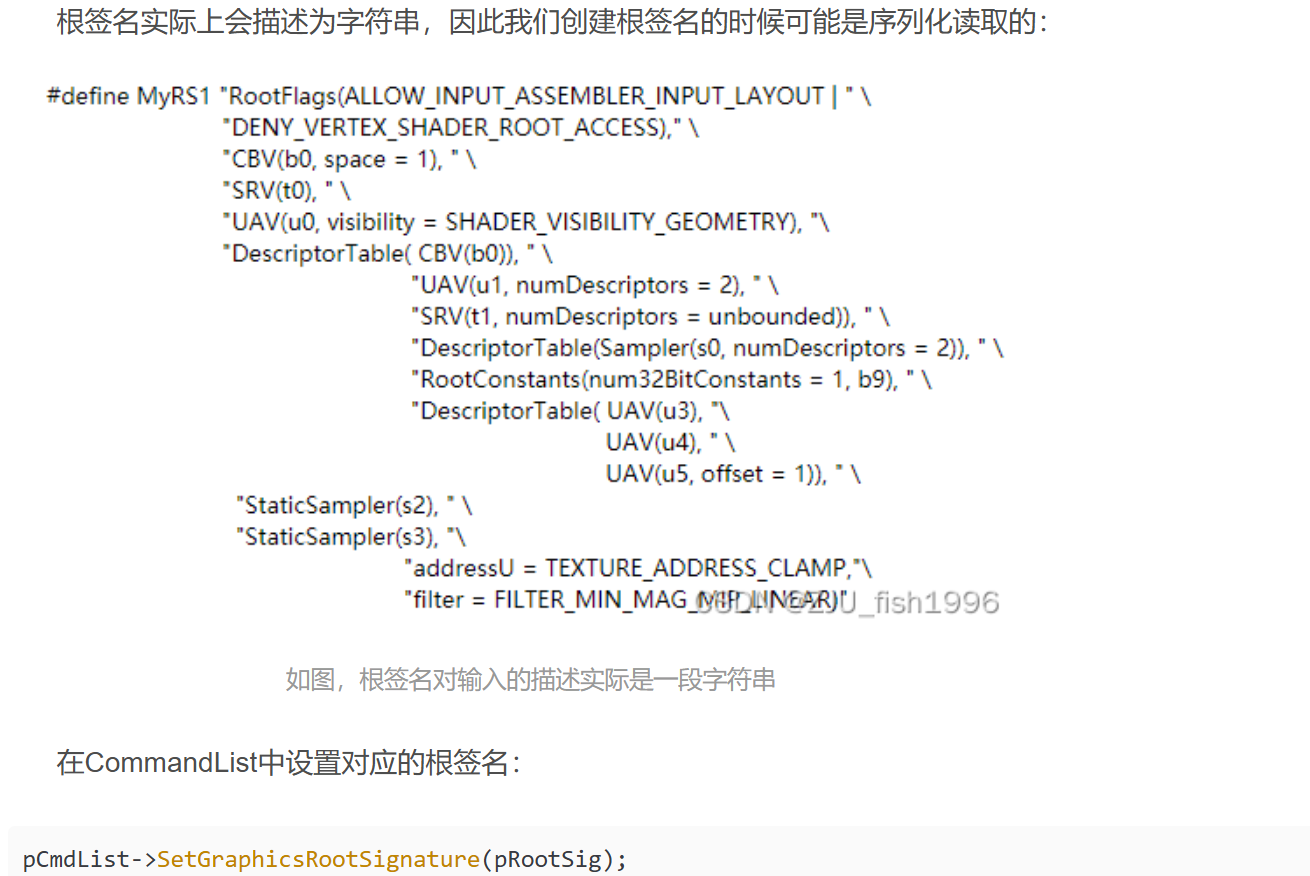 根签名实际上会描述为字符串，因此我们创建根签名的时候可能是序列化读取的：
#define MyRS1 "RootFlags(ALLOW_INPUT_ASSEMBLER_INPUT_LAYOUT | " \
"DENY_VERTEX_SHADER_ROOT_ACCESS)," \
"CBV(b0, space = 1), " \
"SRV(t0), " \
"UAV(u0, visibility = SHADER_VISIBILITY_GEOMETRY), "\
"DescriptorTable( CBV(b0)), " \
"UAV(u1, numDescriptors = 2), " \
"SRV(t1, numDescriptors = unbounded)), " \
"DescriptorTable(Sampler(s0, numDescriptors = 2)), " \
"RootConstants(num32BitConstants = 1, b9), " \
"DescriptorTable( UAV(u3), "\
UAV(u4), " \
UAV(u5, offset = 1)), " \
"StaticSampler(s2), " \
"StaticSampler(s3), "\
"addressU = TEXTURE_ADDRESS_CLAMP,"\
"filter = FILTER_MIN_MAG_MIP_LINEAR)"
CSDN @ZJU_fish1996
如图，根签名对输入的描述实际是一段字符串
在CommandList中设置对应的根签名：
pCmdList->SetGraphicsRootSignature(pRootSig);